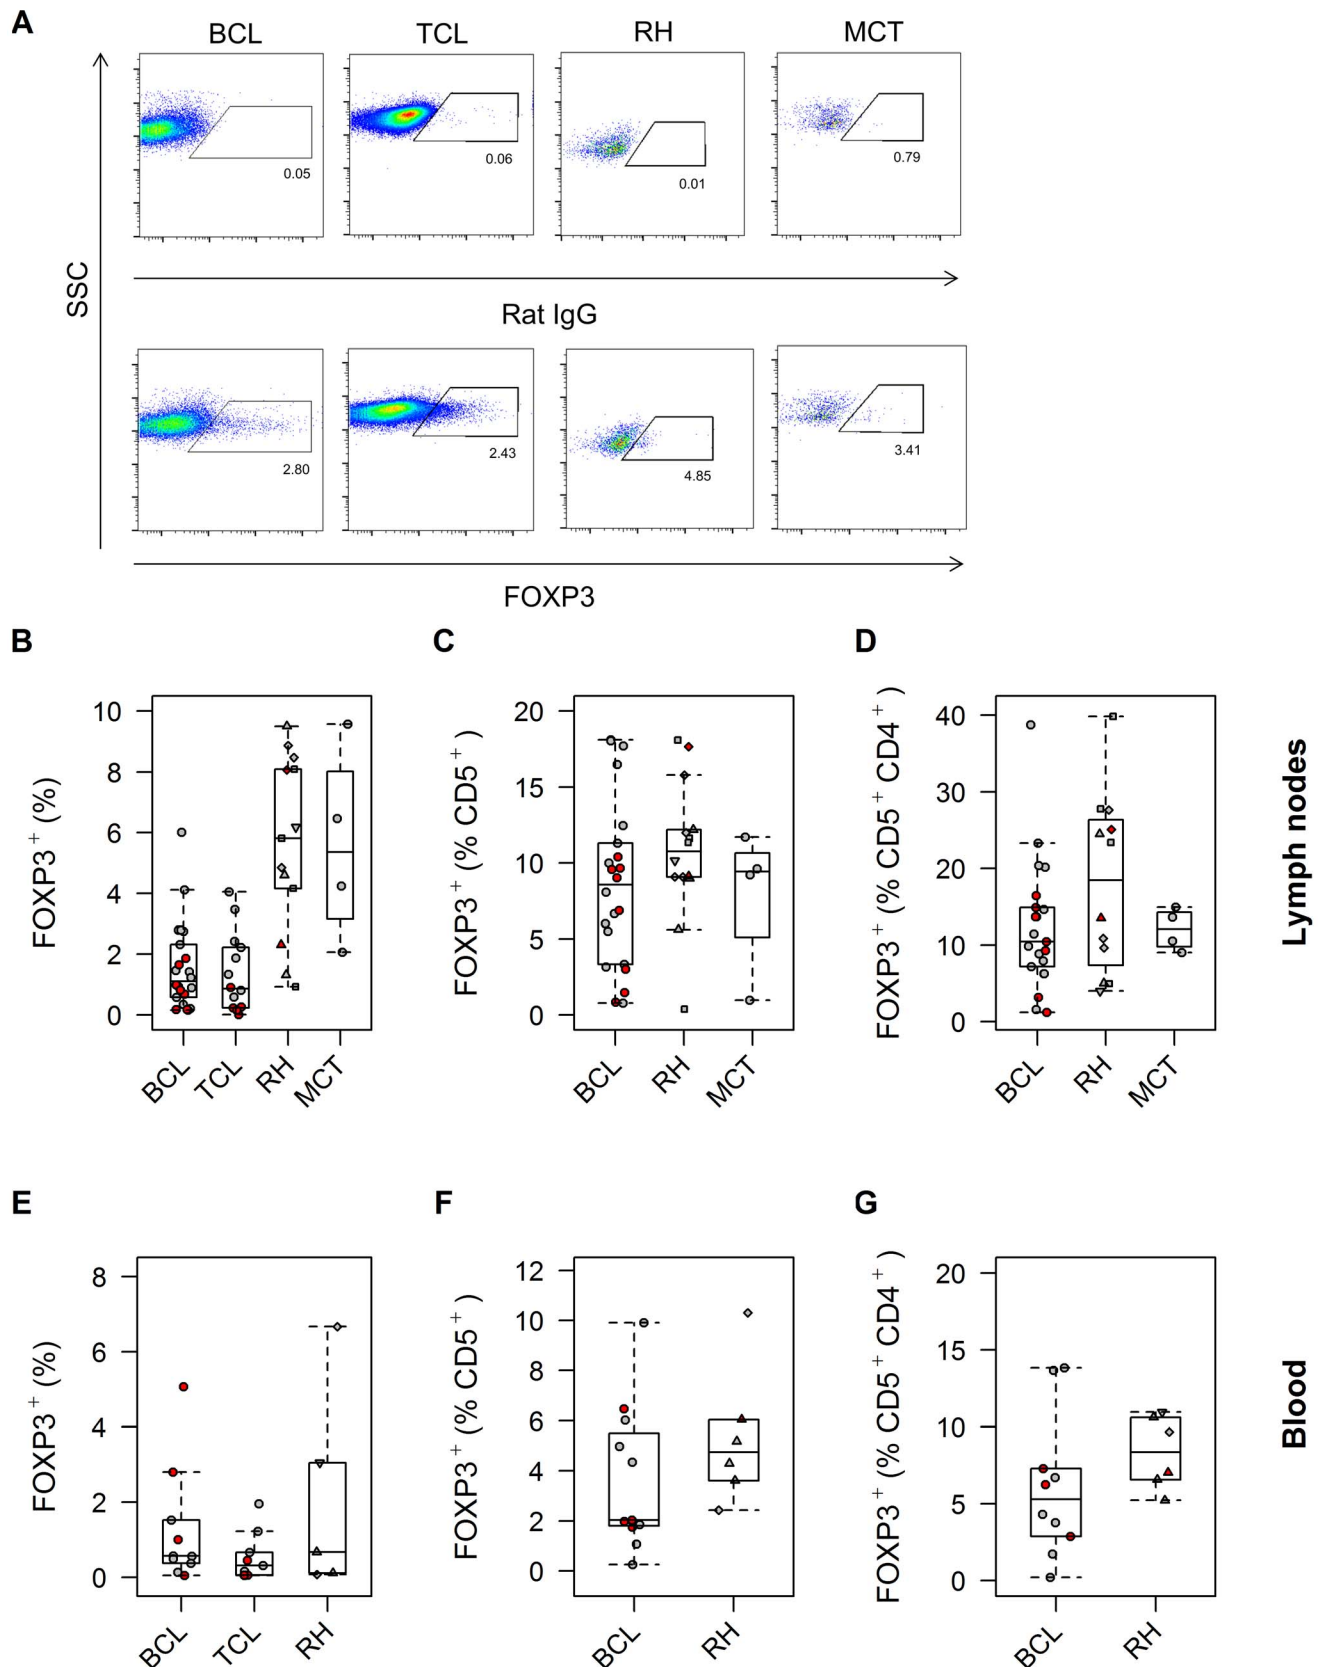 A
BCL TCL RH MCT
0.05 0.06 0.01 0.79
SSC
Rat IgG
2.80 2.43 4.85 3.41
FOXP3
B C D
FOXP3⁺ (%)
10
8
6
4
2
0
BCL TCL RH MCT
FOXP3⁺ (% CD5⁺)
20
15
10
5
0
BCL RH MCT
FOXP3⁺ (% CD5⁺ CD4⁺)
40
30
20
10
0
BCL RH MCT
Lymph nodes
E F G
FOXP3⁺ (%)
8
6
4
2
0
BCL TCL RH
FOXP3⁺ (% CD5⁺)
12
10
8
6
4
2
0
BCL RH
FOXP3⁺ (% CD5⁺ CD4⁺)
20
15
10
5
0
BCL RH
Blood